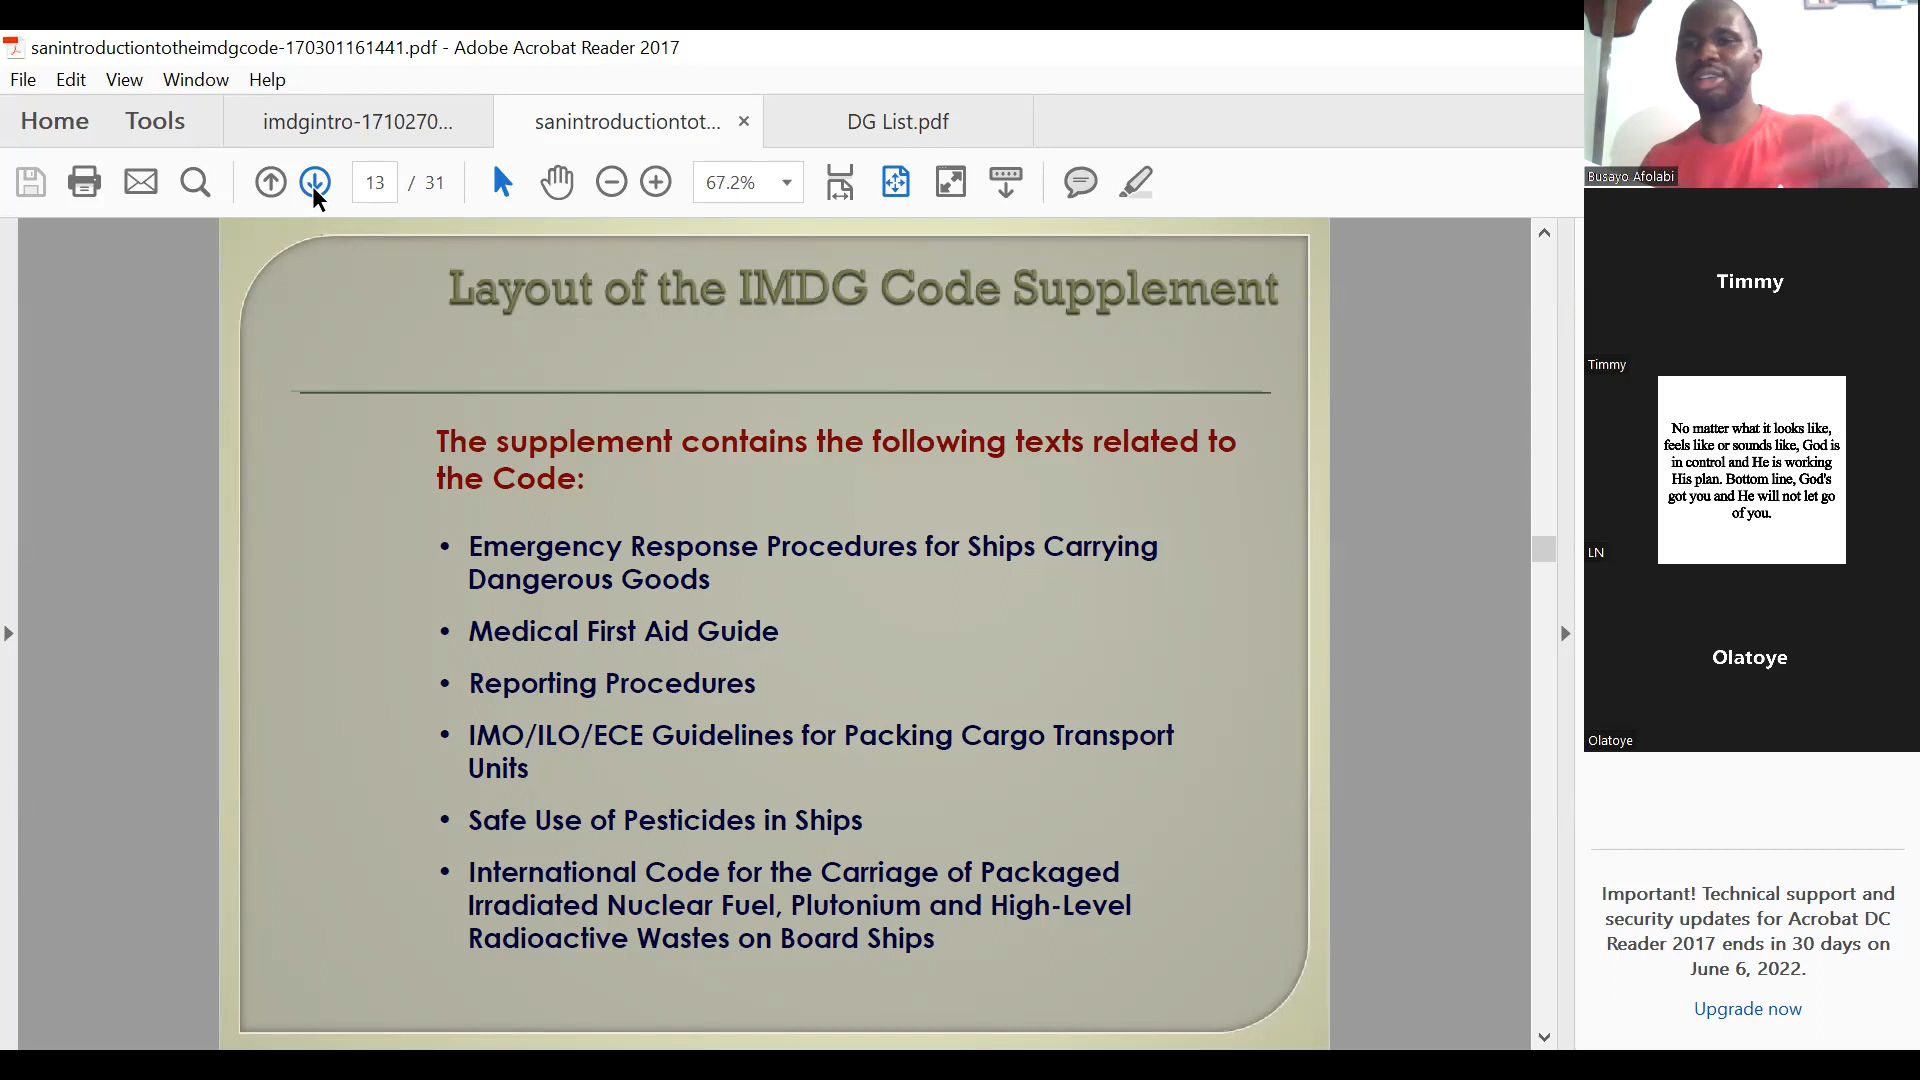 sanintroductiontotheimdgcode-170301161441.pdf - Adobe Acrobat Reader 2017
File Edit View Window Help
Home Tools imdgintro-1710270... sanintroductiontot... × DG List.pdf
13 / 31 67.2%
Layout of the IMDG Code Supplement
The supplement contains the following texts related to
the Code:
• Emergency Response Procedures for Ships Carrying
Dangerous Goods
• Medical First Aid Guide
• Reporting Procedures
• IMO/ILO/ECE Guidelines for Packing Cargo Transport
Units
• Safe Use of Pesticides in Ships
• International Code for the Carriage of Packaged
Irradiated Nuclear Fuel, Plutonium and High-Level
Radioactive Wastes on Board Ships
Busayo Afolabi
Timmy
Timmy
No matter what it looks like,
feels like or sounds like, God is
in control and He is working
His plan. Bottom line, God's
got you and He will not let go
of you.
LN
Olatoye
Olatoye
Important! Technical support and
security updates for Acrobat DC
Reader 2017 ends in 30 days on
June 6, 2022.
Upgrade now